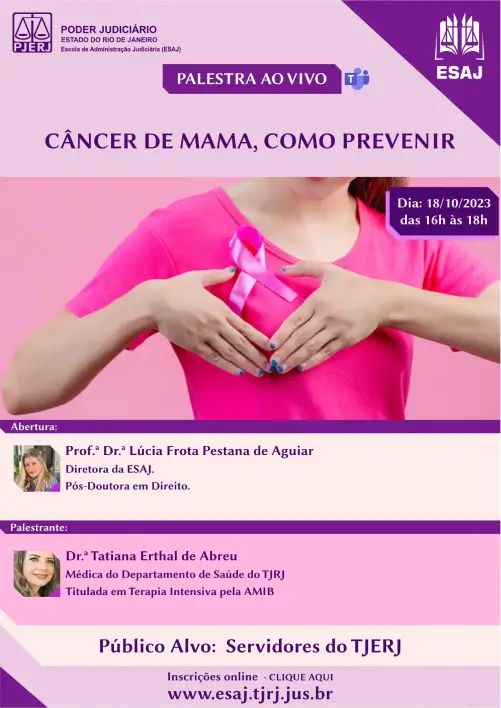 PJERJ
PODER JUDICIÁRIO
ESTADO DO RIO DE JANEIRO
Escola de Administração Judiciária (ESAJ)
ESAJ
PALESTRA AO VIVO
T
CÂNCER DE MAMA, COMO PREVENIR
Dia: 18/10/2023
das 16h às 18h
Abertura:
Prof.ª Dr.ª Lúcia Frota Pestana de Aguiar
Diretora da ESAJ.
Pós-Doutora em Direito.
Palestrante:
Dr.ª Tatiana Erthal de Abreu
Médica do Departamento de Saúde do TJRJ
Titulada em Terapia Intensiva pela AMIB
Público Alvo: Servidores do TJERJ
Inscrições online - CLIQUE AQUI
www.esaj.tjrj.jus.br